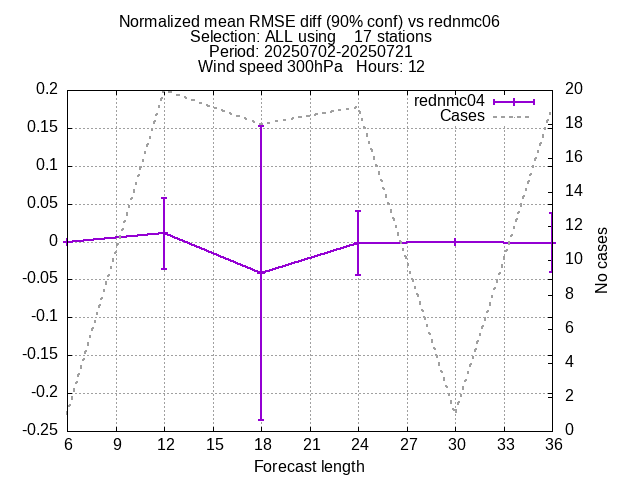 Normalized mean RMSE diff (90% conf) vs rednmc06
Selection: ALL using    17 stations
Period: 20250702-20250721
Wind speed 300hPa   Hours: 12
rednmc04
Cases
0.2
0.15
0.1
0.05
0
-0.05
-0.1
-0.15
-0.2
-0.25
20
18
16
14
12
10
8
6
4
2
0
No cases
6 9 12 15 18 21 24 27 30 33 36
Forecast length